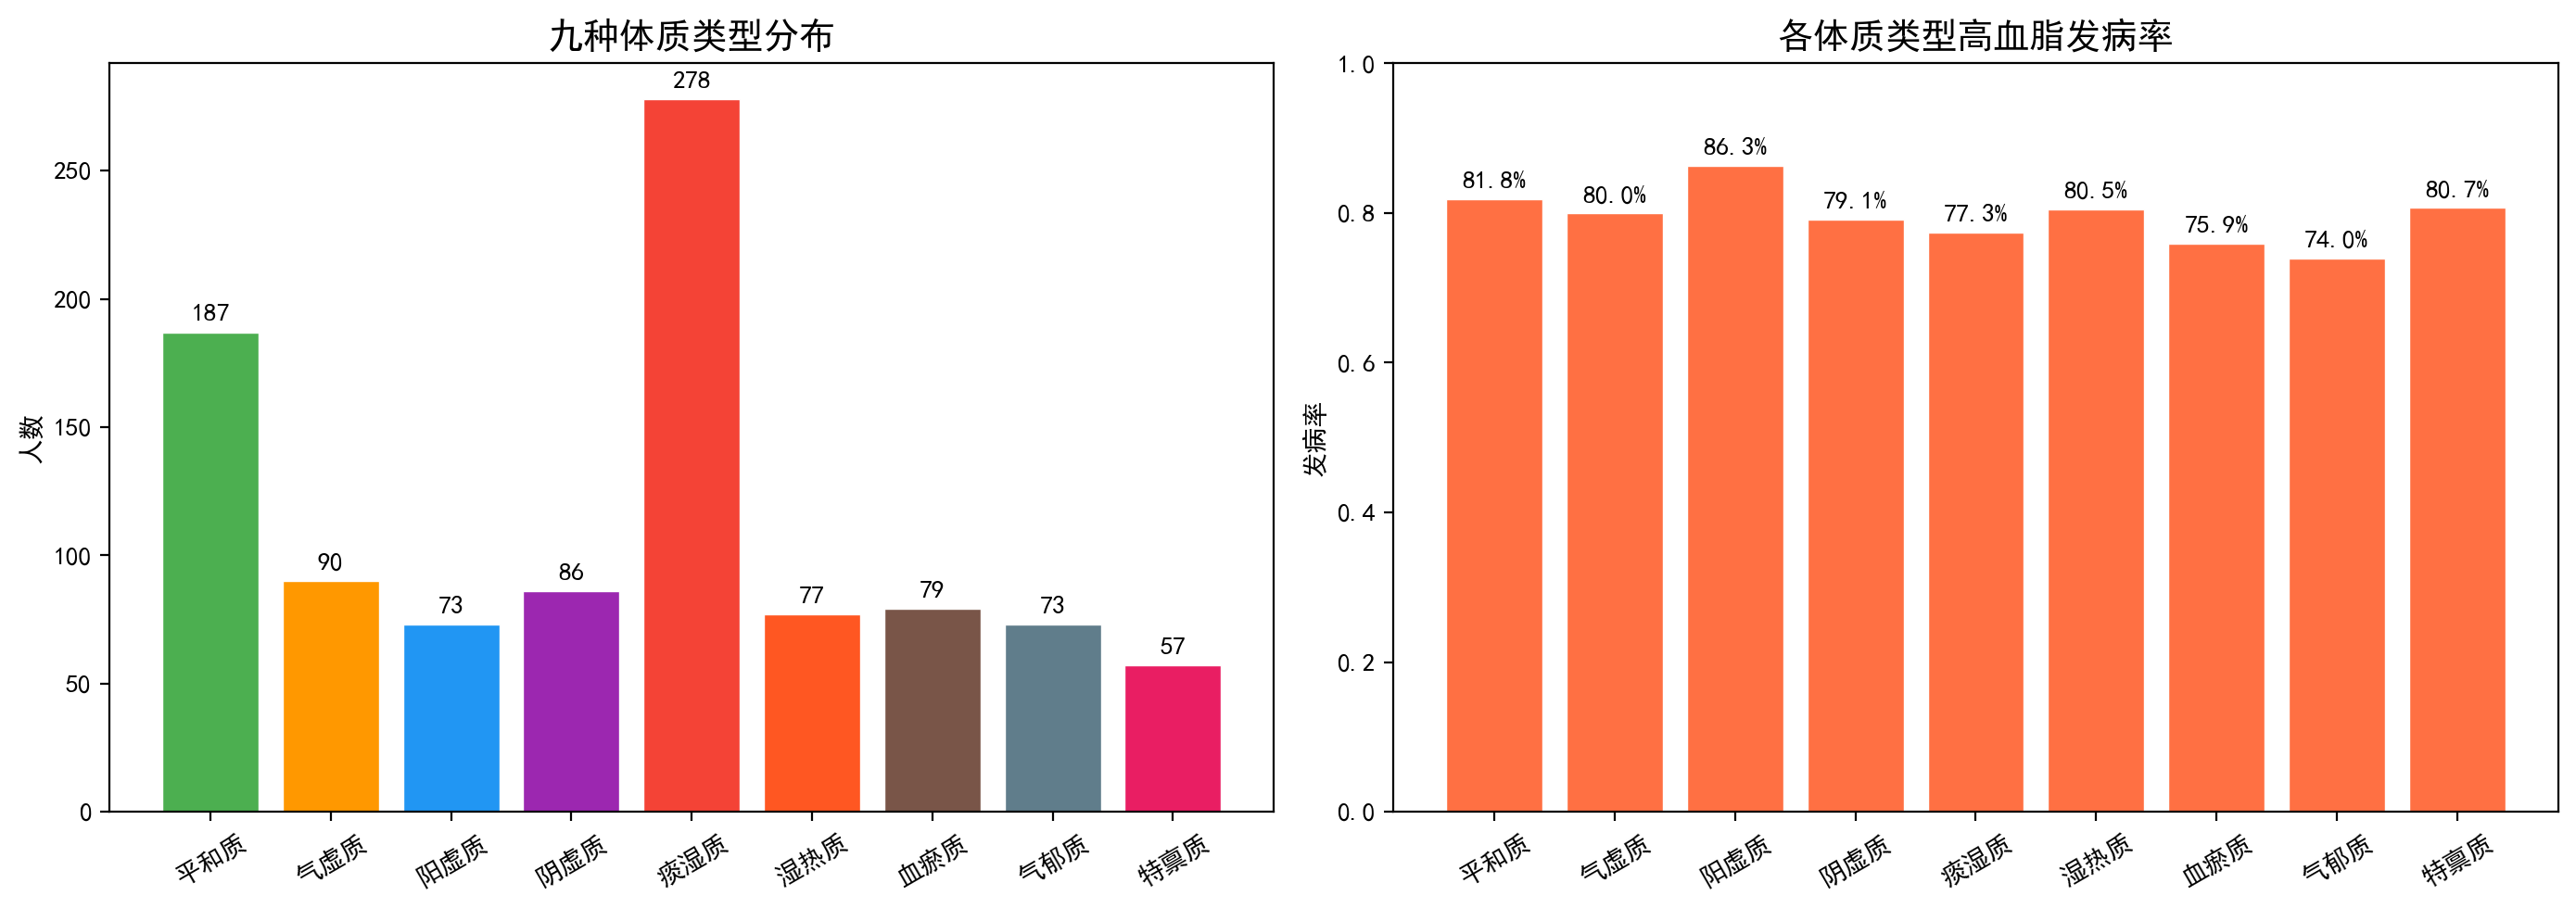 九种体质类型分布
人数
250
200
150
100
50
0
187
90
73
86
278
77
79
73
57
平和质
气虚质
阳虚质
阴虚质
痰湿质
湿热质
血瘀质
气郁质
特禀质
各体质类型高血脂发病率
发病率
1.0
0.8
0.6
0.4
0.2
0.0
81.8%
80.0%
86.3%
79.1%
77.3%
80.5%
75.9%
74.0%
80.7%
平和质
气虚质
阳虚质
阴虚质
痰湿质
湿热质
血瘀质
气郁质
特禀质